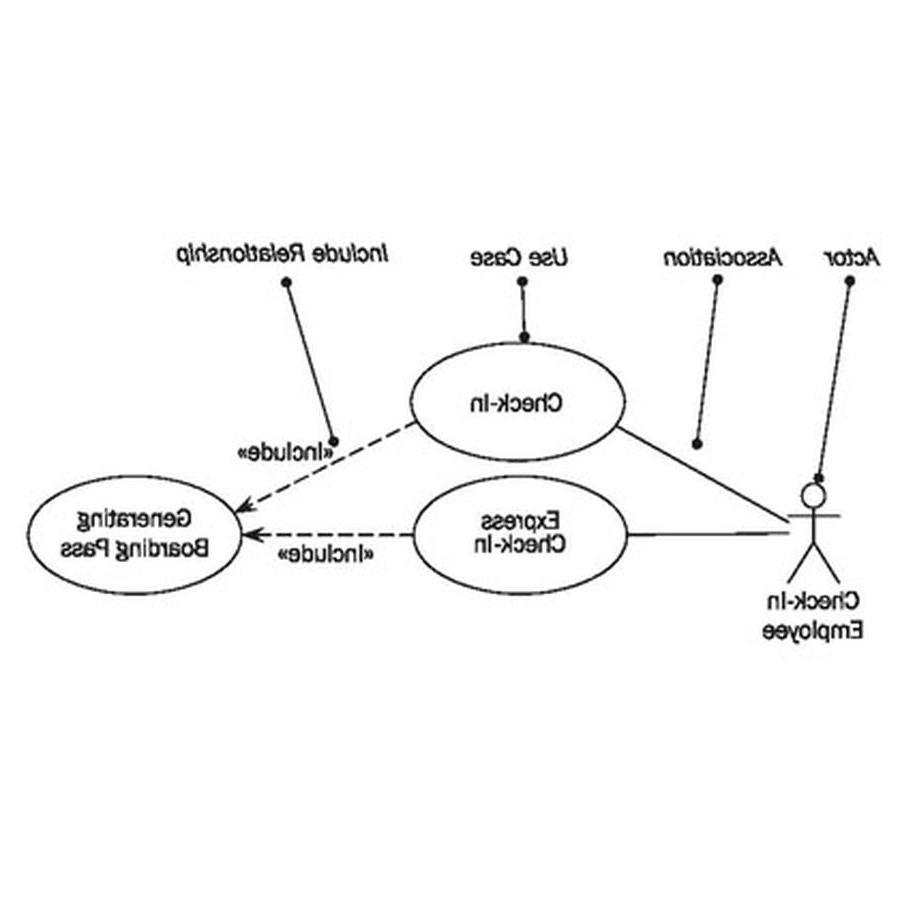 Actor
Association
Use Case
Include Relationship
Check-In
«Include»
Express
Check-In
«Include»
Generating
Boarding Pass
Check-In
Employee